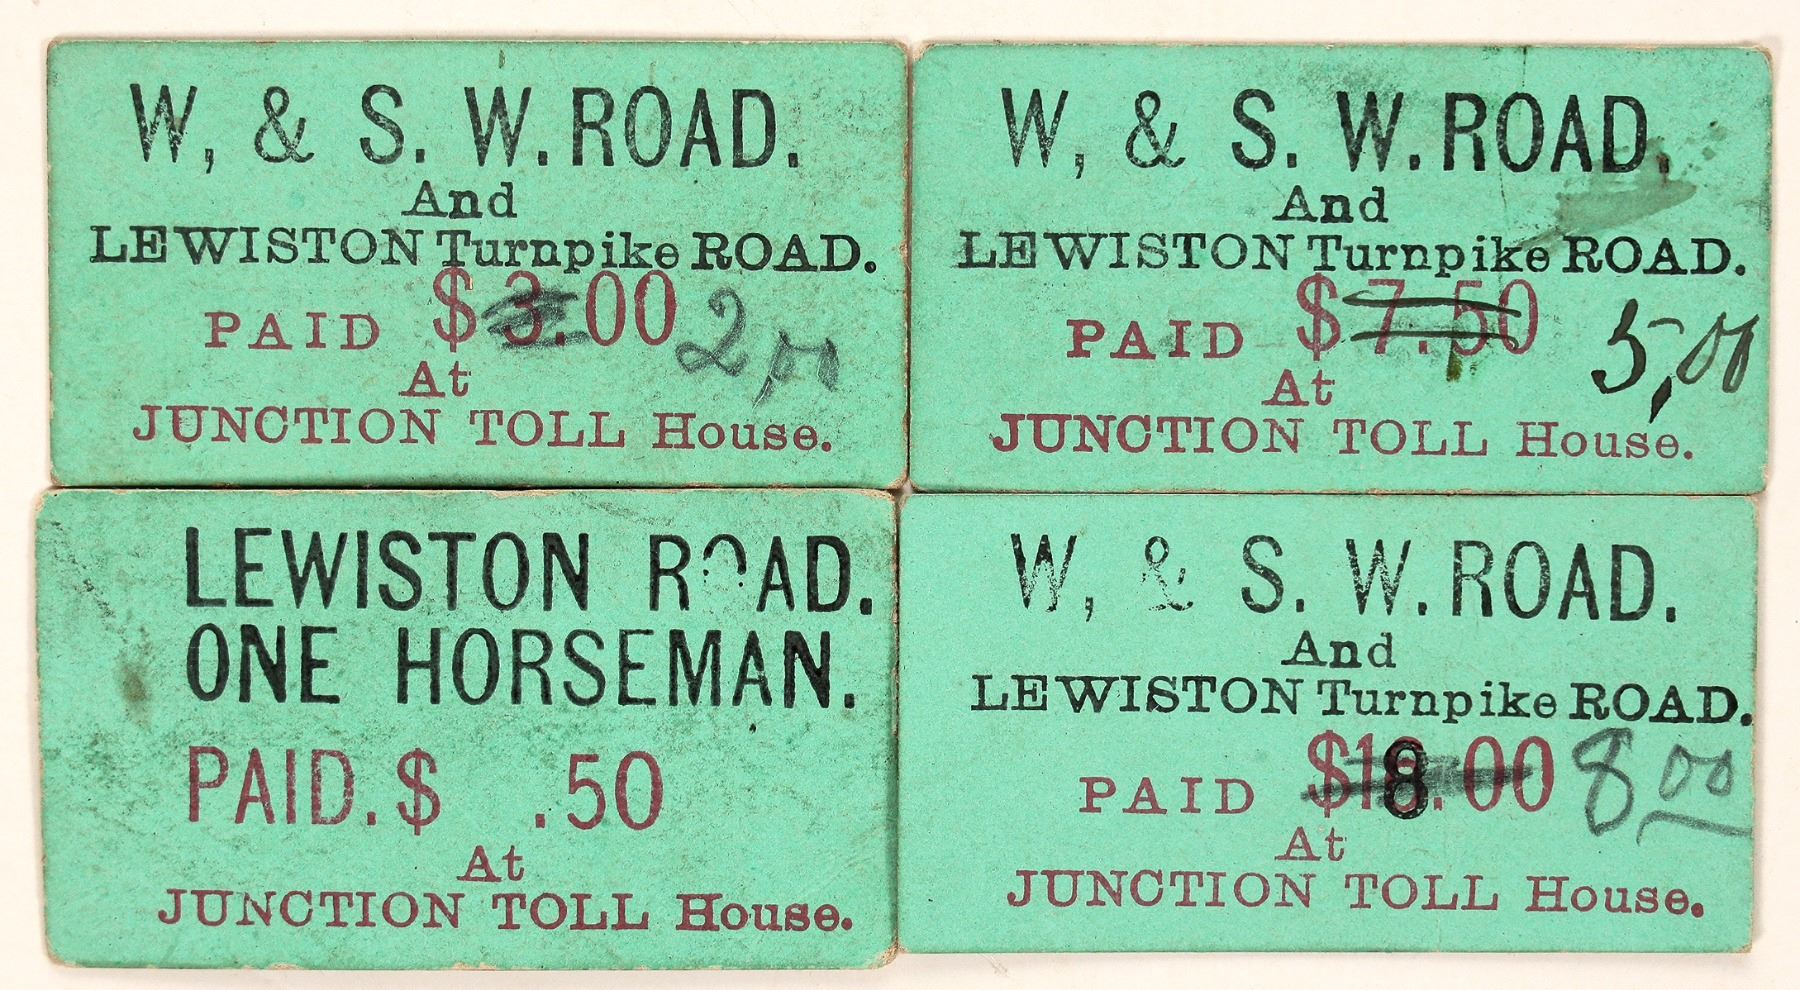 W, & S. W. ROAD.
And
LEWISTON Turnpike ROAD.
PAID $3.00 2,00
At
JUNCTION TOLL House.
W, & S. W. ROAD.
And
LEWISTON Turnpike ROAD.
PAID $7.50 5,00
At
JUNCTION TOLL House.
LEWISTON ROAD.
ONE HORSEMAN.
PAID. $ .50
At
JUNCTION TOLL House.
W, & S. W. ROAD.
And
LEWISTON Turnpike ROAD.
PAID 8 00
At
JUNCTION TOLL House.